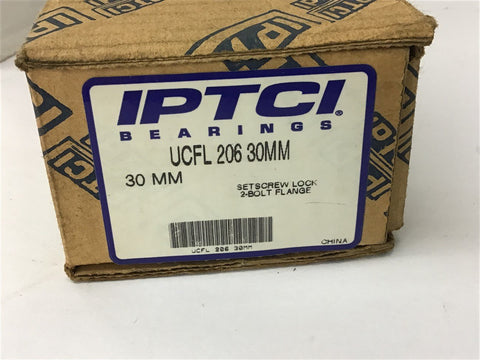 IPTCI
BEARINGS
UCFL 206 30MM
30 MM
SETSCREW LOCK
2-BOLT FLANGE
UCFL 206 30MM
CHINA